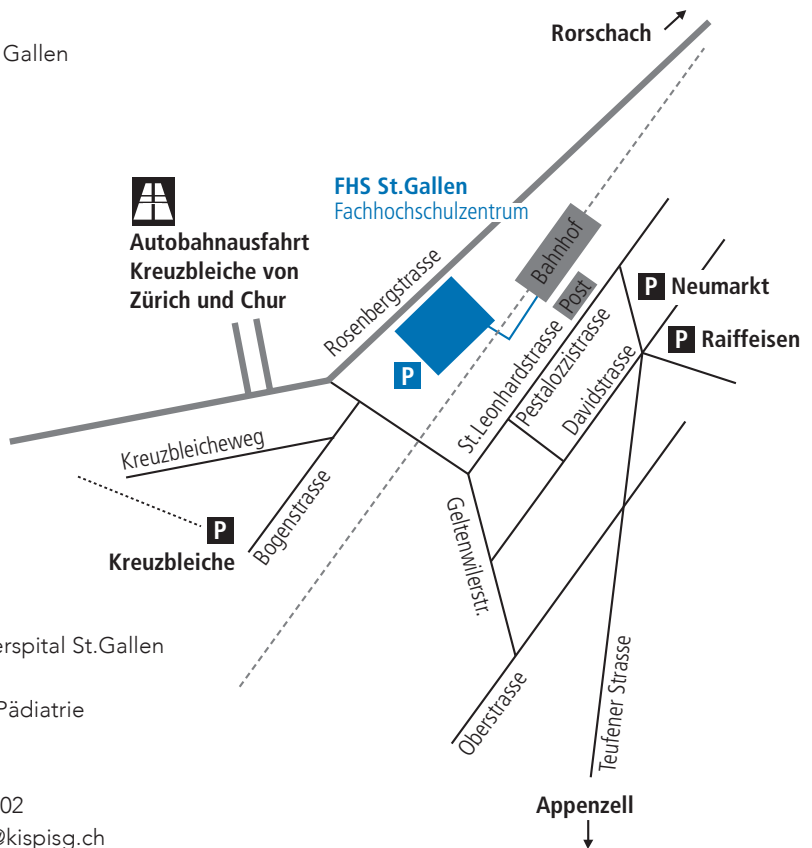 Rorschach
Gallen
FHS St.Gallen
Fachhochschulzentrum
Autobahnausfahrt
Kreuzbleiche von
Zürich und Chur
Rosenbergstrasse
Bahnhof
Post
P Neumarkt
P Raiffeisen
P
St.Leonhardstrasse
Pestalozzistrasse
Davidstrasse
Kreuzbleicheweg
Bogenstrasse
P
Kreuzbleiche
Geltenwilerstr.
erspital St.Gallen
Pädiatrie
Oberstrasse
Teufener Strasse
02
Appenzell
@kispisg.ch